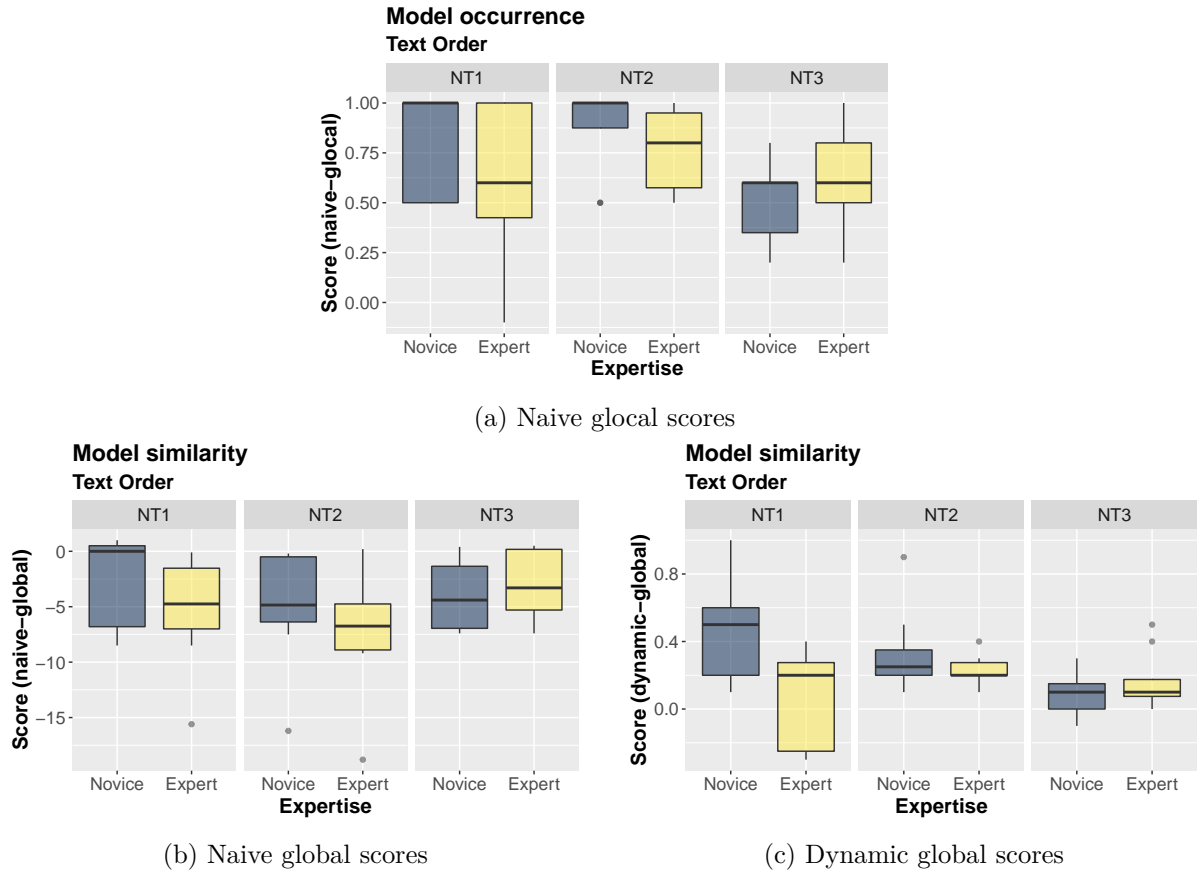 Model occurrence
Text Order
NT1 NT2 NT3
1.00
0.75
0.50
0.25
0.00
Score (naive−glocal)
Novice Expert Novice Expert Novice Expert
Expertise
(a) Naive glocal scores
Model similarity
Text Order
NT1 NT2 NT3
0
−5
−10
−15
Score (naive−global)
Novice Expert Novice Expert Novice Expert
Expertise
(b) Naive global scores
Model similarity
Text Order
NT1 NT2 NT3
0.8
0.4
0.0
Score (dynamic−global)
Novice Expert Novice Expert Novice Expert
Expertise
(c) Dynamic global scores